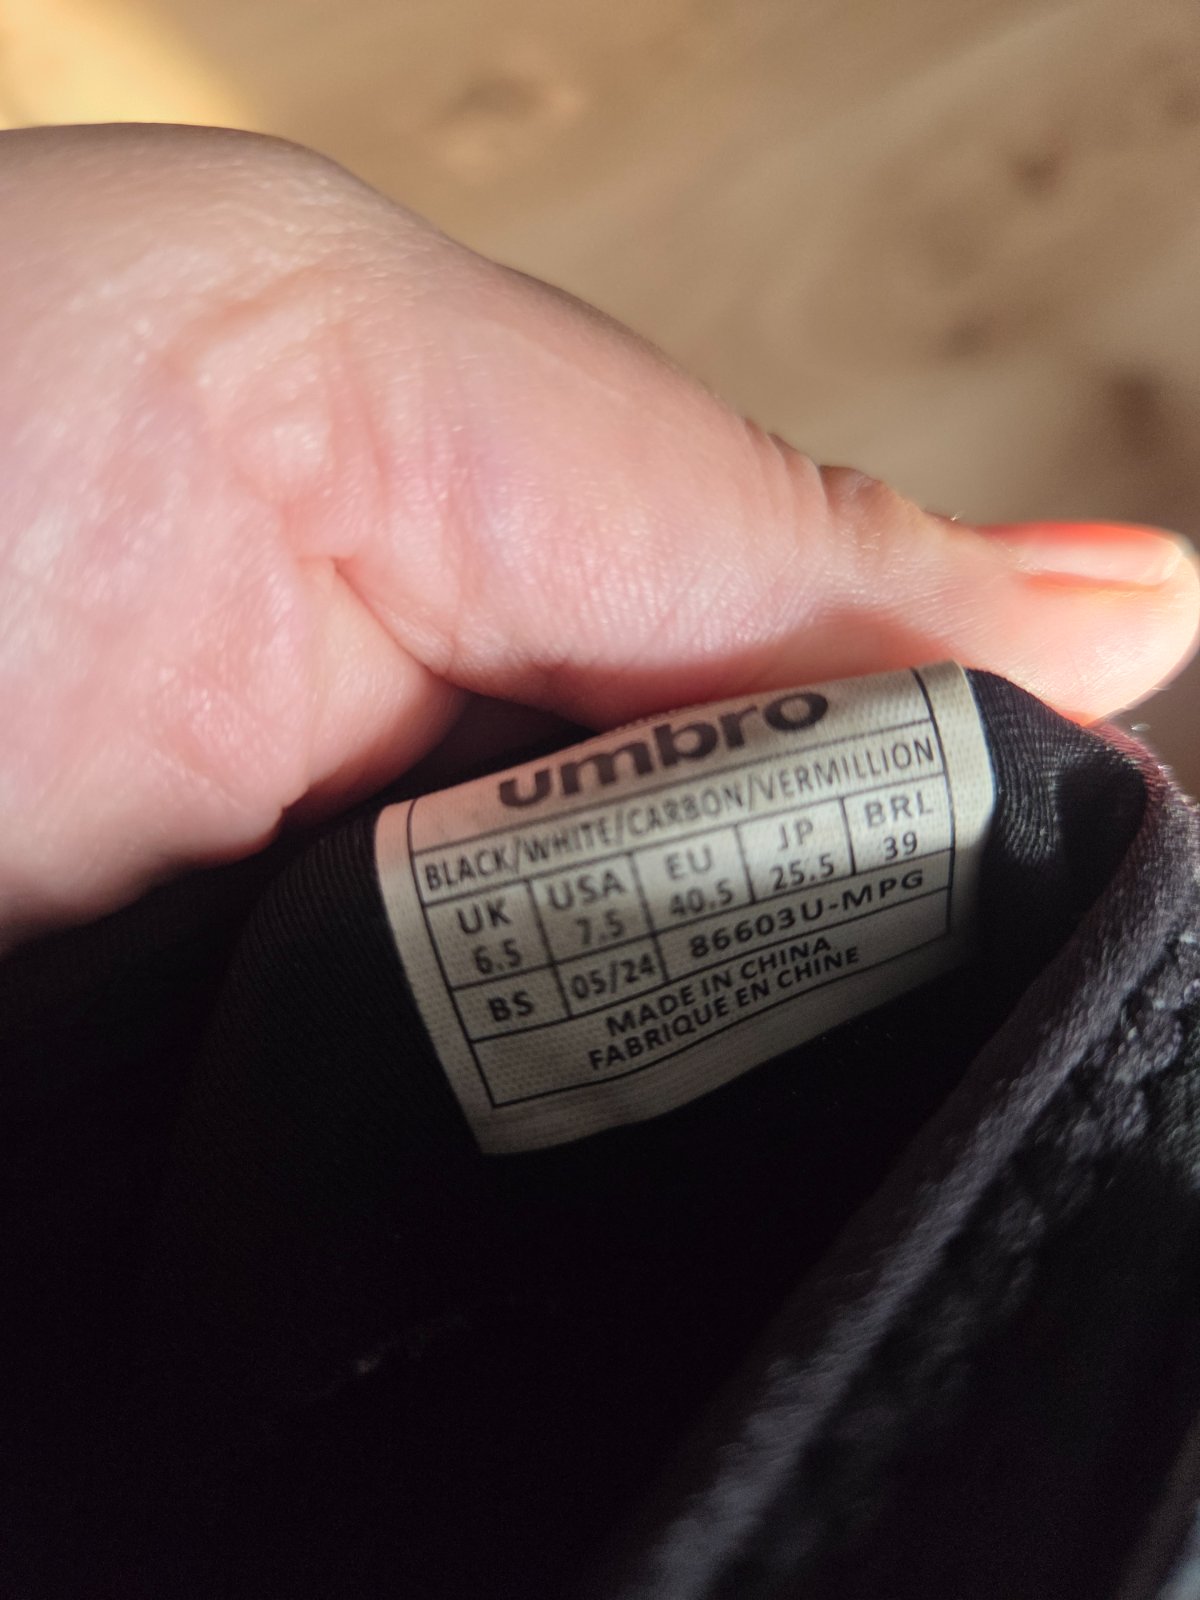 umbro
BLACK/WHITE/CARBON/VERMILLION
UK USA EU JP BRL
6.5 7.5 40.5 25.5 39
BS 05/24 86603U-MPG
MADE IN CHINA
FABRIQUE EN CHINE